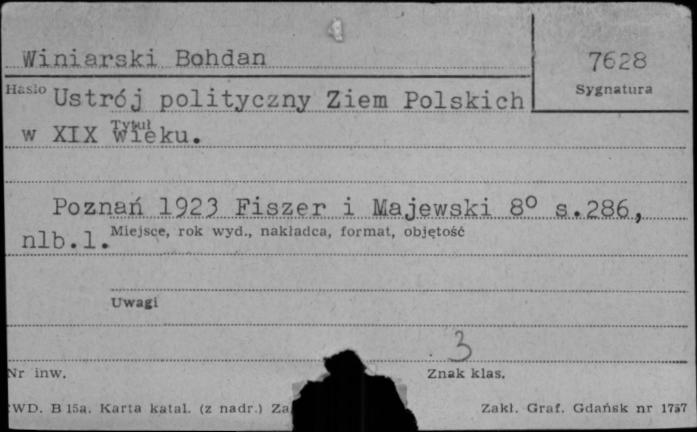 Winiarski Bohdan
7628
Hasło
Sygnatura
Ustrój polityczny Ziem Polskich
Tytuł
w XIX wieku.
Poznań 1923 Fiszer i Majewski 8° s.286,
nlb.1.
Miejsce, rok wyd., nakładca, format, objętość
Uwagi
3
Nr inw.
Znak klas.
WD. B 15a. Karta katal. (z nadr.)
Zakł. Graf. Gdańsk nr